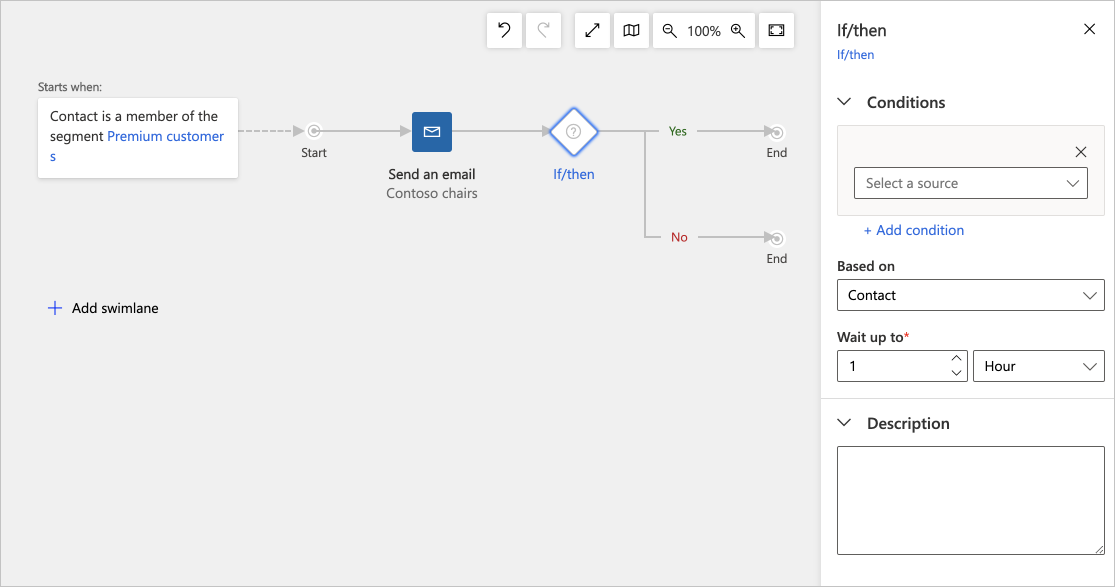 100%
Starts when:
Contact is a member of the
segment Premium customer
s
Start
Send an email
Contoso chairs
?
If/then
Yes
End
No
End
Add swimlane
If/then
If/then
Conditions
Select a source
+ Add condition
Based on
Contact
Wait up to*
1
Hour
Description